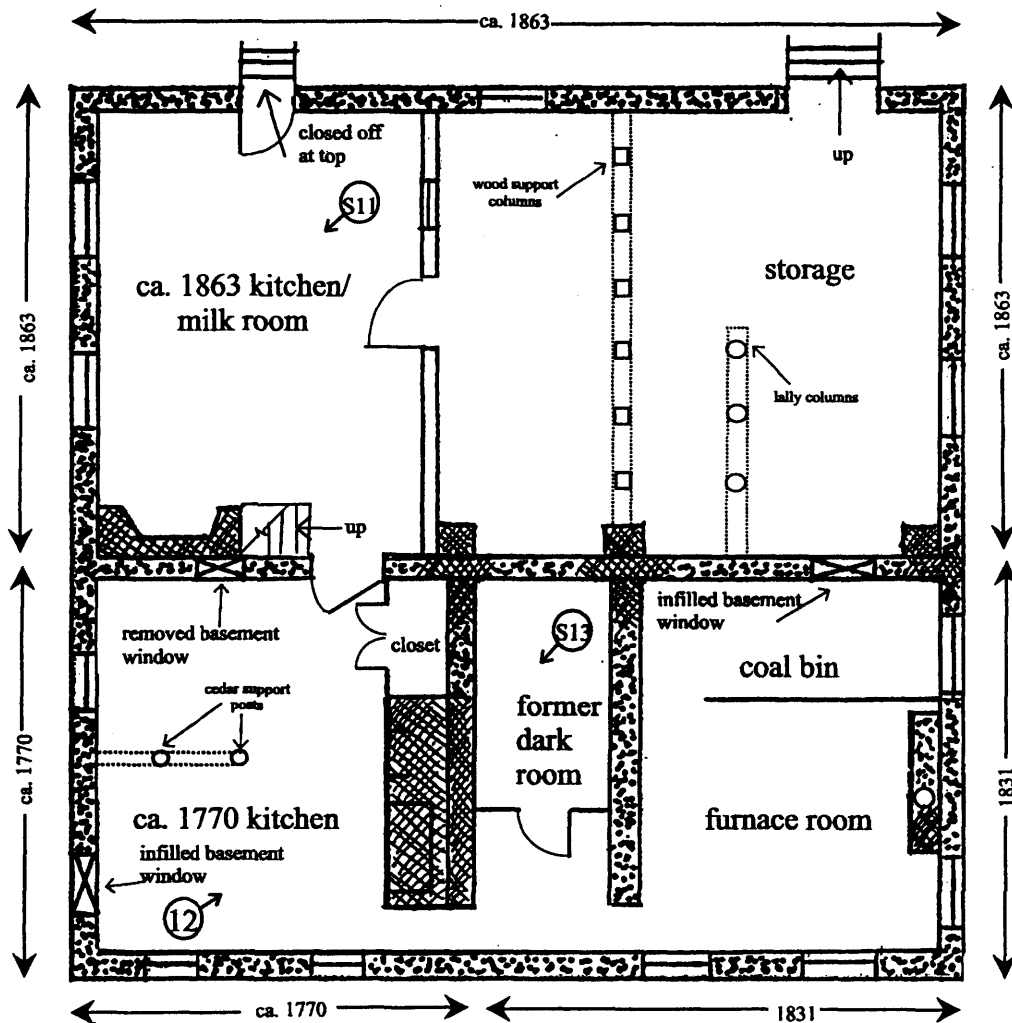 ca. 1863
closed off
at top
up
wood support
columns
S11
ca. 1863
ca. 1863
ca. 1863 kitchen/
milk room
storage
lally columns
up
removed basement
window
closet
S13
infilled basement
window
coal bin
cedar support
posts
former
dark
room
ca. 1770
1831
ca. 1770 kitchen
furnace room
infilled basement
window
12
ca. 1770
1831